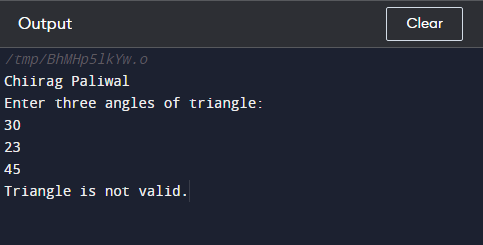 Output
Clear
/tmp/BhMHp5lkYw.o
Chiirag Paliwal
Enter three angles of triangle:
30
23
45
Triangle is not valid.